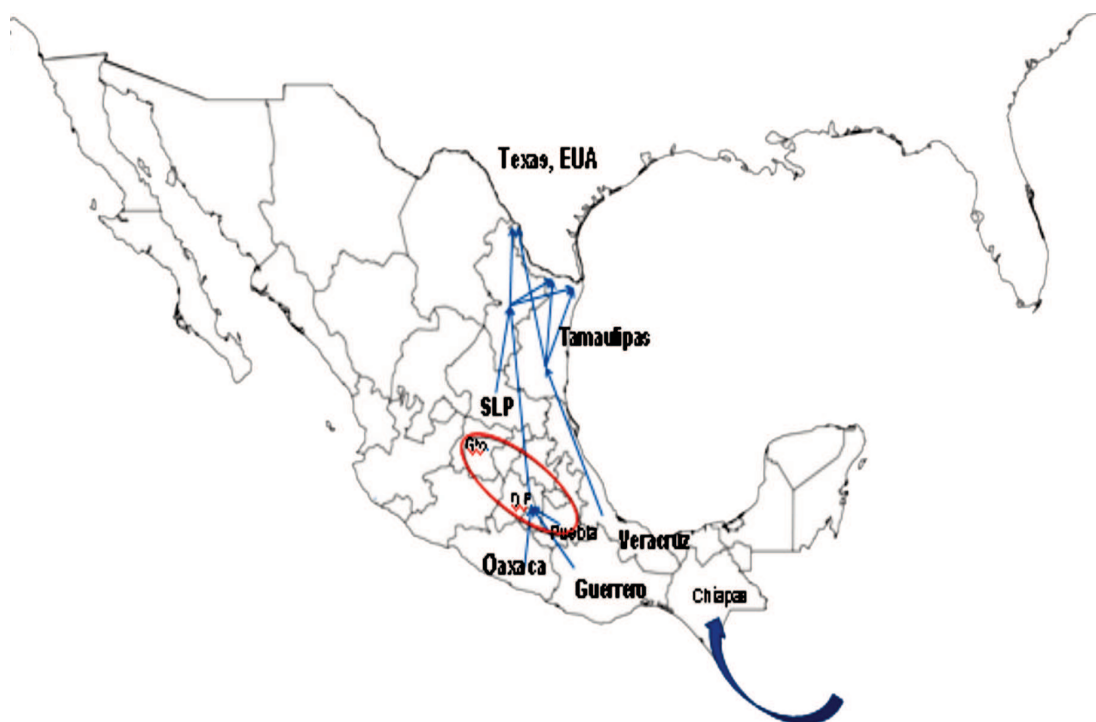 Texas, EUA
Tamaulipas
SLP
Gto.
D.F.
Puebla
Veracruz
Oaxaca
Guerrero
Chiapas